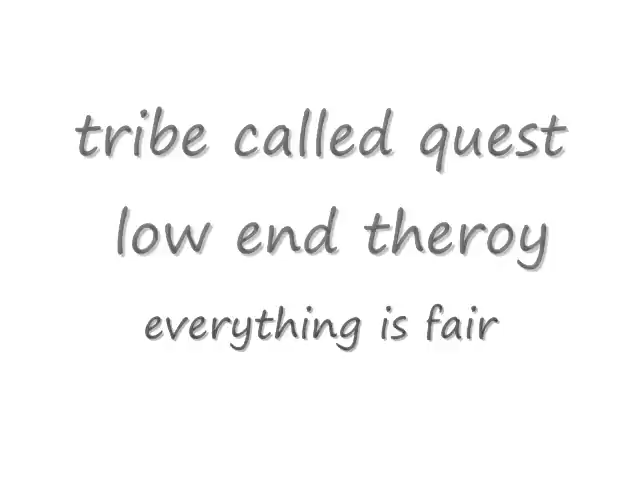 tribe called quest
low end theroy
everything is fair